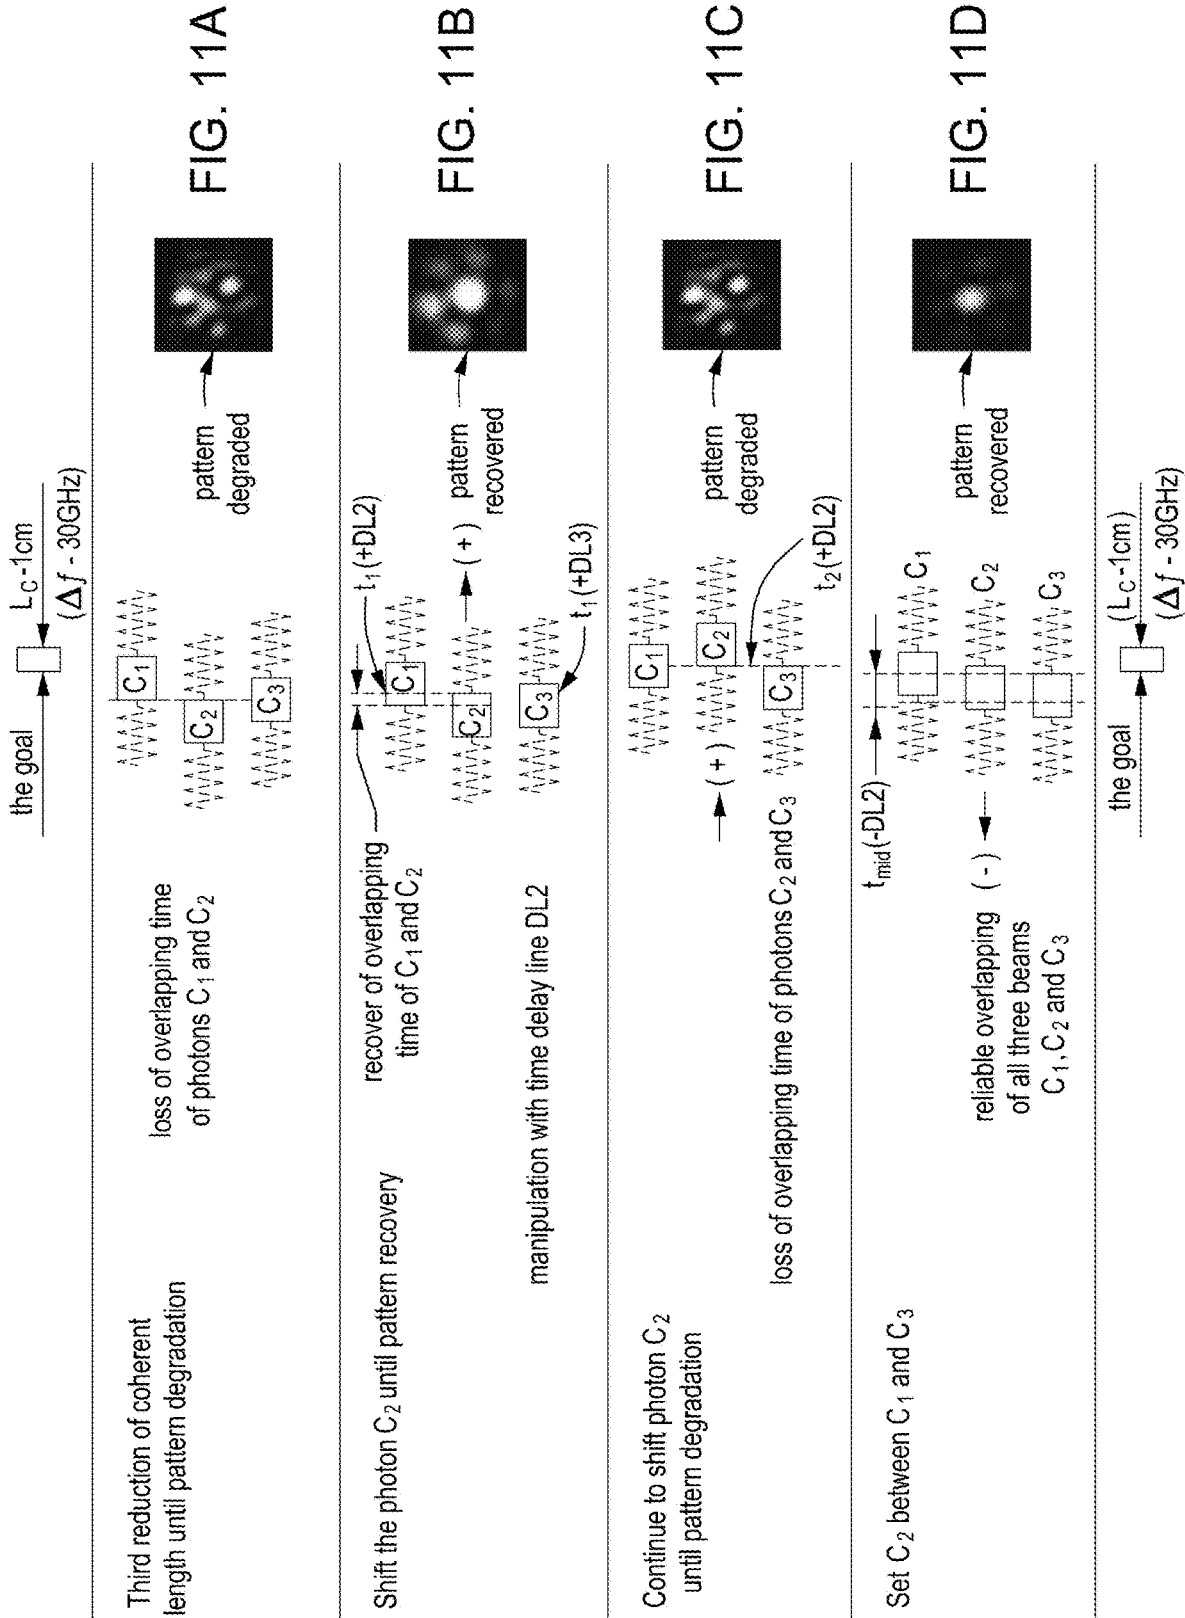 the goal
L_C-1cm
(Δf - 30GHz)
Third reduction of coherent
length until pattern degradation
loss of overlapping time
of photons C₁ and C₂
C₁
C₂
C₃
pattern
degraded
FIG. 11A
Shift the photon C₂ until pattern recovery
recover of overlapping
time of C₁ and C₂
manipulation with time delay line DL2
t₁(+DL2)
C₁
C₂
(+)
C₃
t₁(+DL3)
pattern
recovered
FIG. 11B
Continue to shift photon C₂
until pattern degradation
loss of overlapping time of photons C₂ and C₃
C₁
(+)
C₂
C₃
t₂(+DL2)
pattern
degraded
FIG. 11C
Set C₂ between C₁ and C₃
t_mid(-DL2)
reliable overlapping (-)
of all three beams
C₁, C₂ and C₃
C₁
C₂
C₃
pattern
recovered
FIG. 11D
the goal
(L_C-1cm)
(Δf - 30GHz)